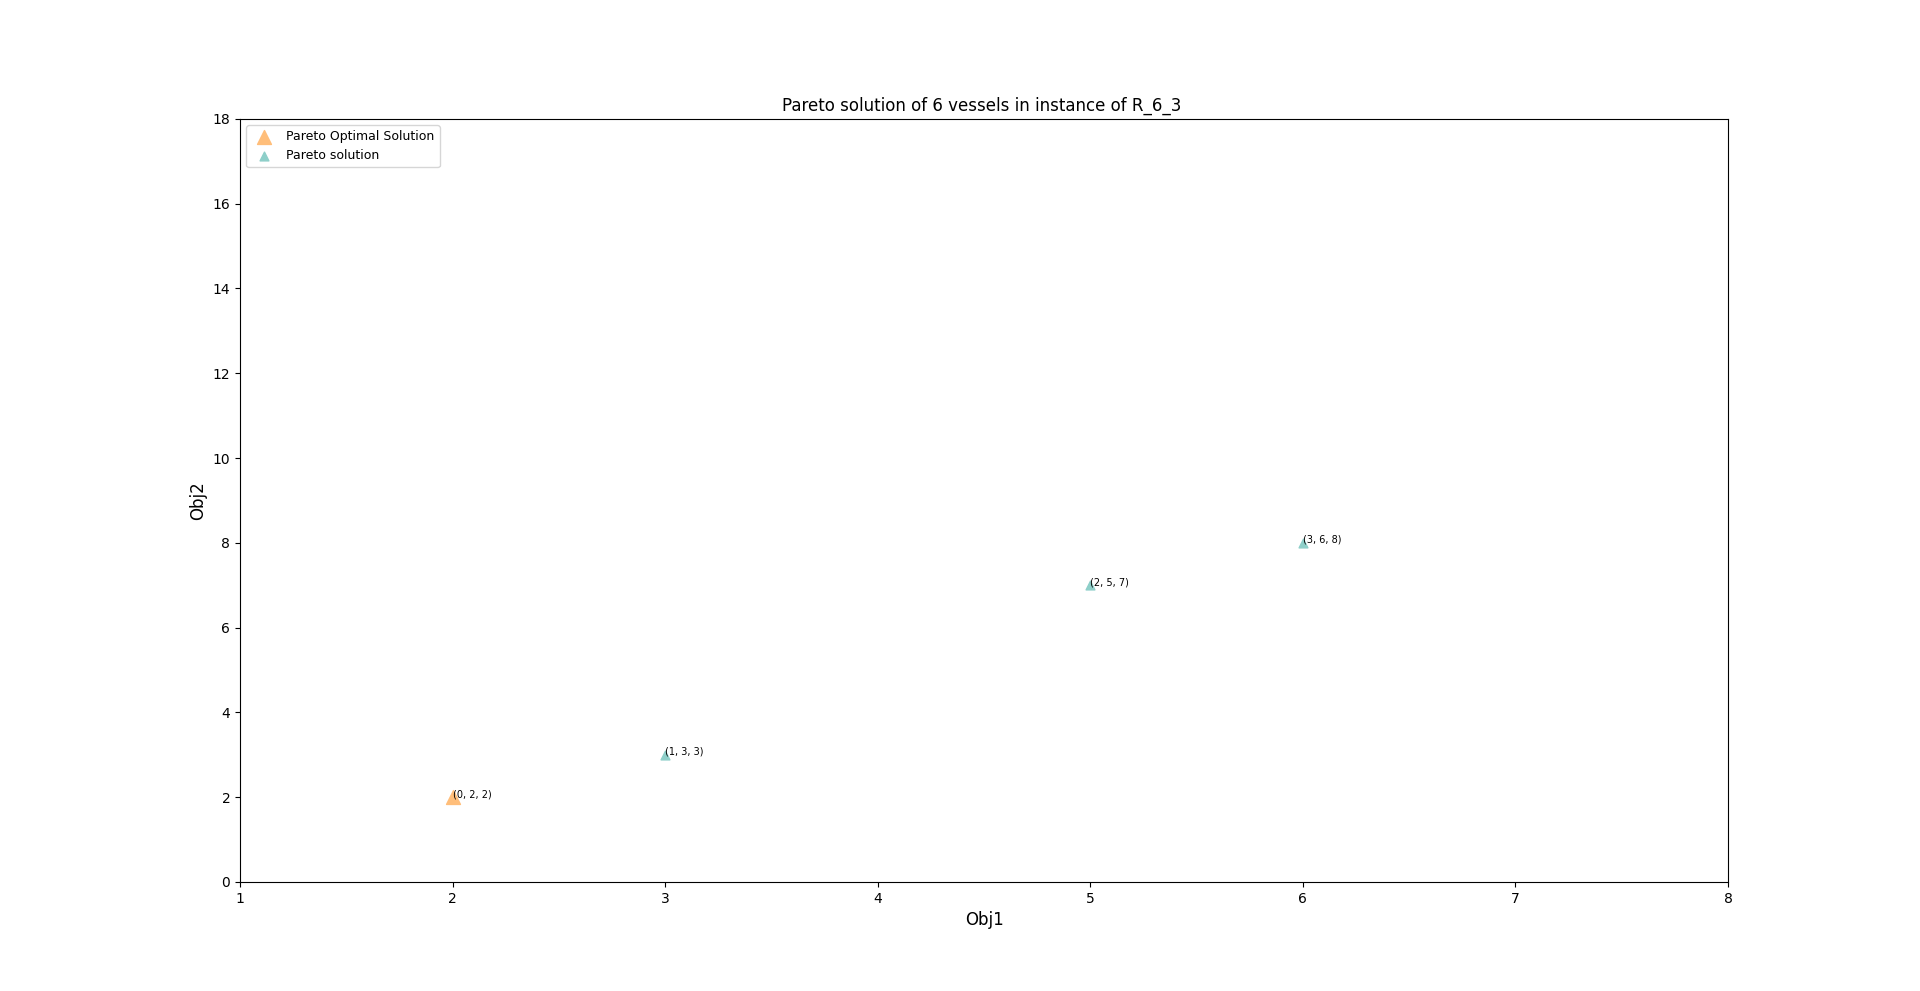 Pareto solution of 6 vessels in instance of R_6_3
Pareto Optimal Solution
Pareto solution
18
16
14
12
10
8
6
4
2
0
Obj2
(3, 6, 8)
(2, 5, 7)
(1, 3, 3)
(0, 2, 2)
1 2 3 4 5 6 7 8
Obj1